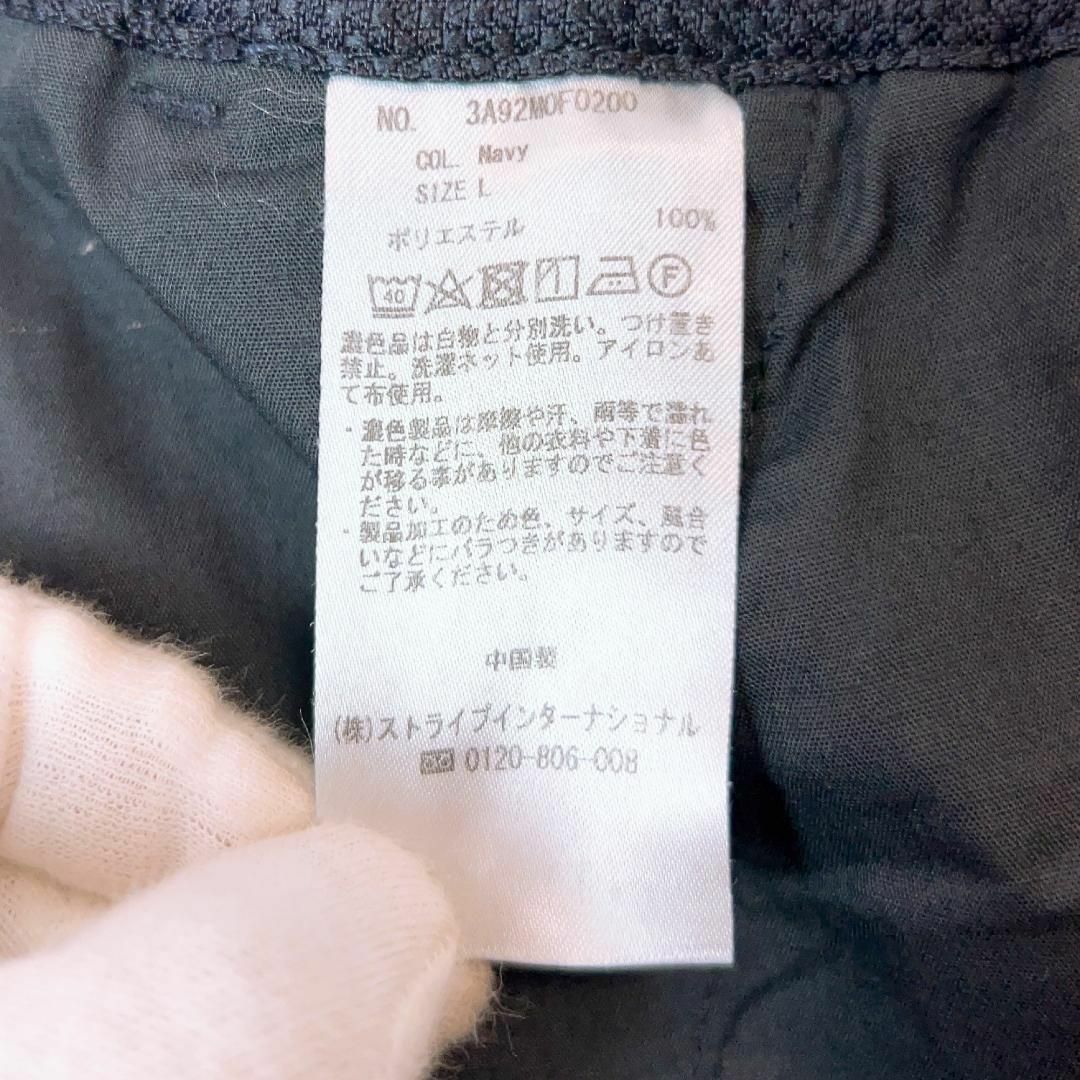 NO. 3A92M0F0200
COL. Navy
SIZE L
ポリエステル 100%
40 F
濃色品は白物と分別洗い。つけ置き
禁止。洗濯ネット使用。アイロンあ
て布使用。
・濃色製品は摩擦や汗、雨等で濡れ
た時などに、他の衣料や下着に色
が移る事がありますのでご注意く
ださい。
・製品加工のため色、サイズ、風合
いなどにバラつきがありますので
ご了承ください。
中国製
(株)ストライプインターナショナル
0120-806-008